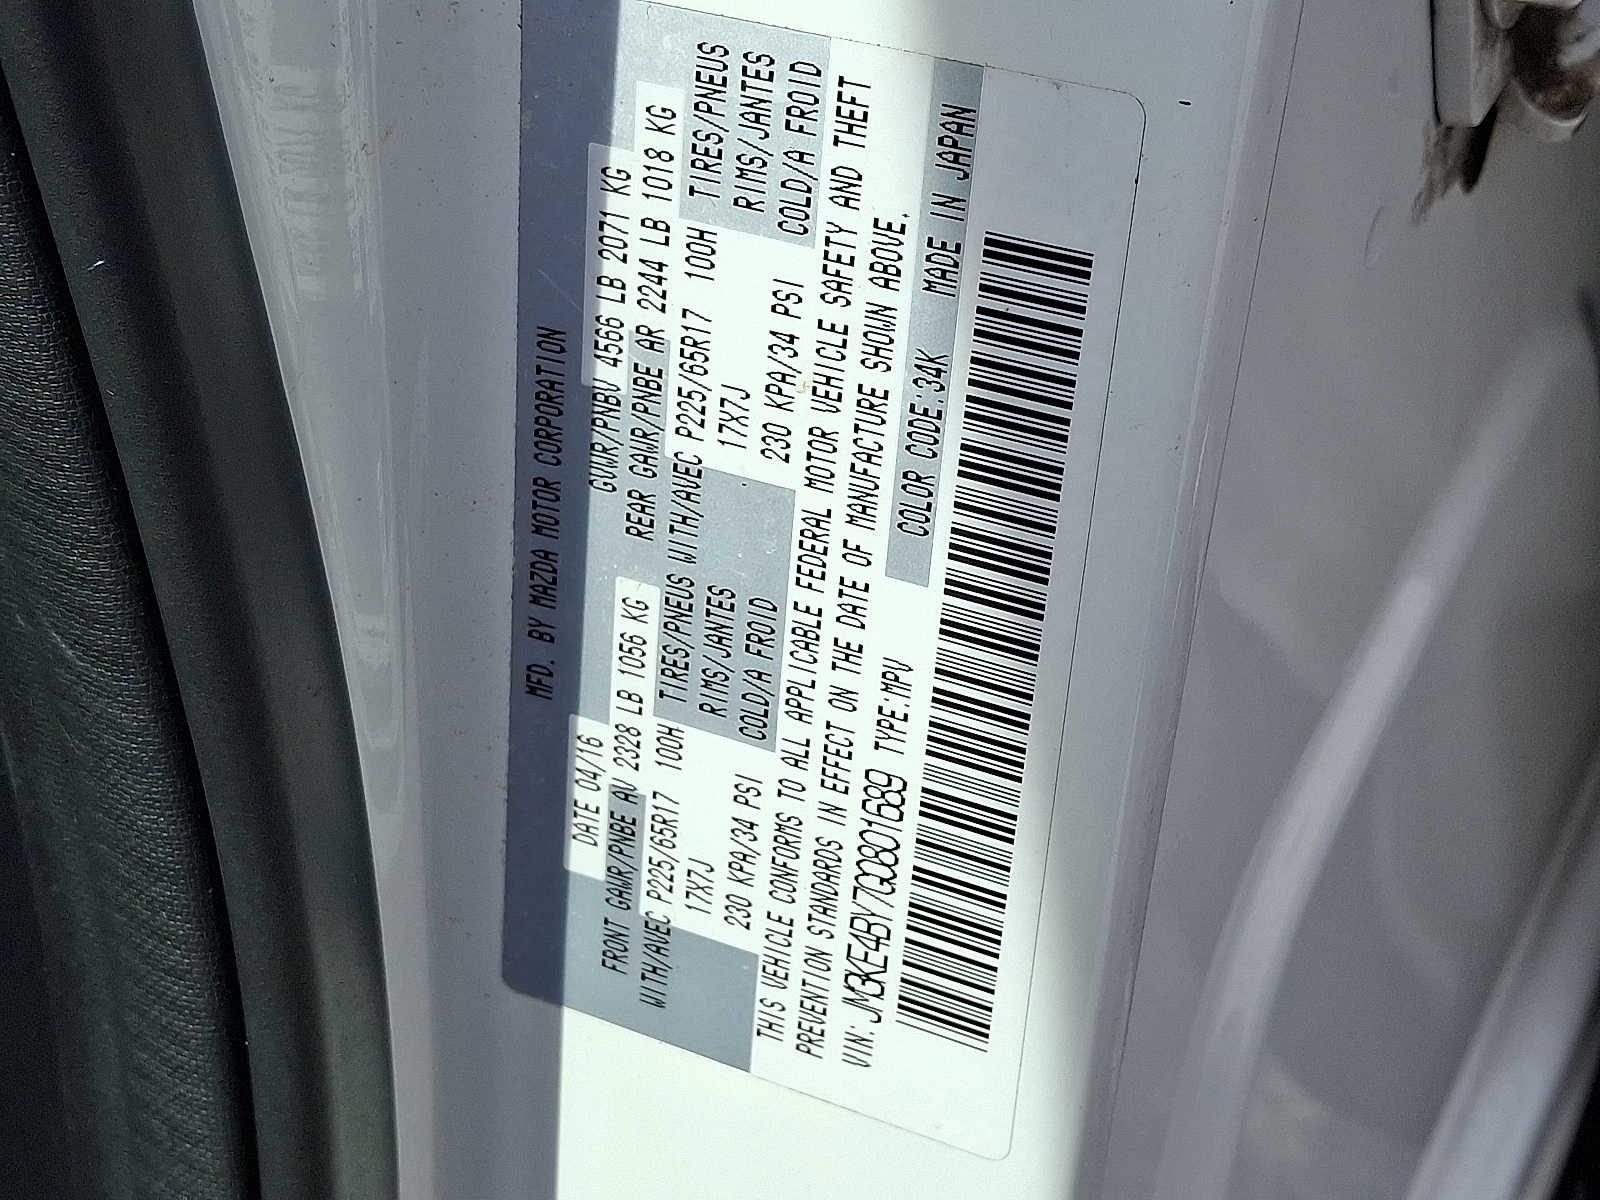 MFD. BY MAZDA MOTOR CORPORATION
DATE 04/16 GVWR/PNBV 4566 LB 2071 KG
FRONT GAWR/PNBE AV 2328 LB 1056 KG REAR GAWR/PNBE AR 2244 LB 1018 KG
WITH/AVEC P225/65R17 100H TIRES/PNEUS WITH/AVEC P225/65R17 100H TIRES/PNEUS
17X7J RIMS/JANTES 17X7J RIMS/JANTES
230 KPA/34 PSI COLD/A FROID 230 KPA/34 PSI COLD/A FROID
THIS VEHICLE CONFORMS TO ALL APPLICABLE FEDERAL MOTOR VEHICLE SAFETY AND THEFT
PREVENTION STANDARDS IN EFFECT ON THE DATE OF MANUFACTURE SHOWN ABOVE.
VIN: JM3KE4BY7G0801689 TYPE:MPV COLOR CODE:34K MADE IN JAPAN